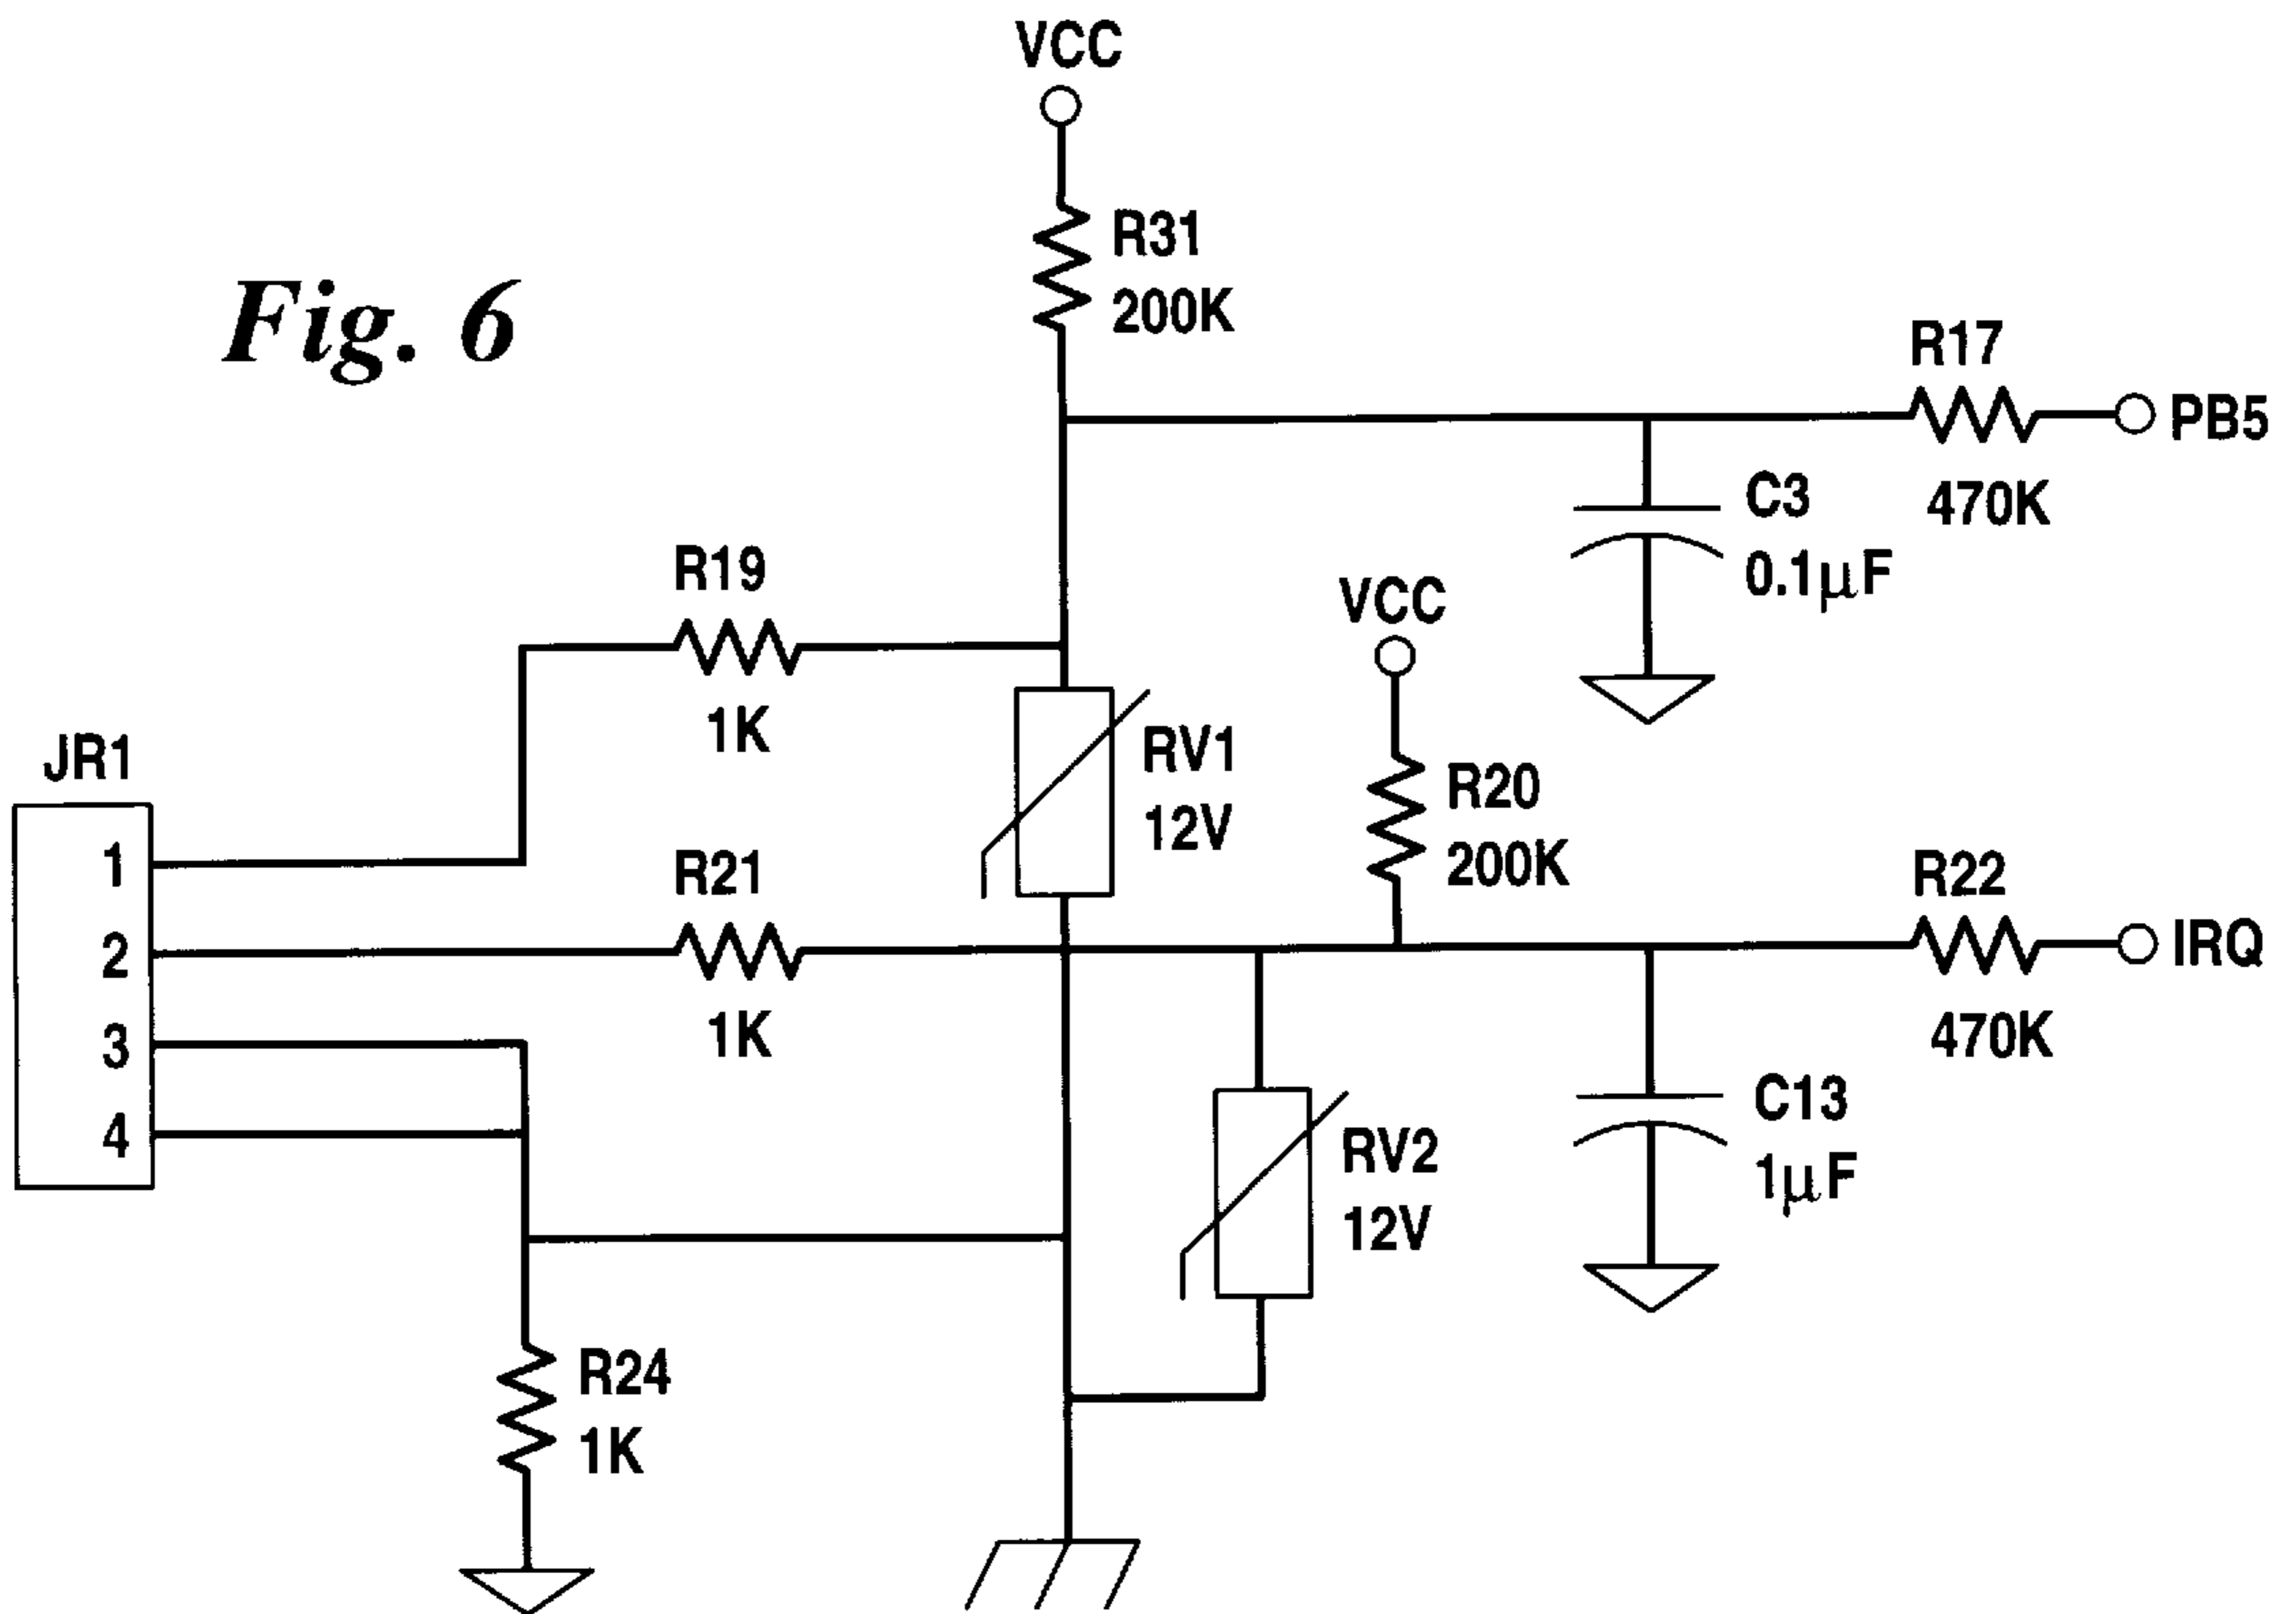 VCC
R31
200K
Fig. 6
R17
PB5
470K
C3
0.1μF
R19
1K
VCC
JR1
RV1
12V
R20
200K
R21
1K
R22
IRQ
470K
1
2
3
4
C13
1μF
RV2
12V
R24
1K